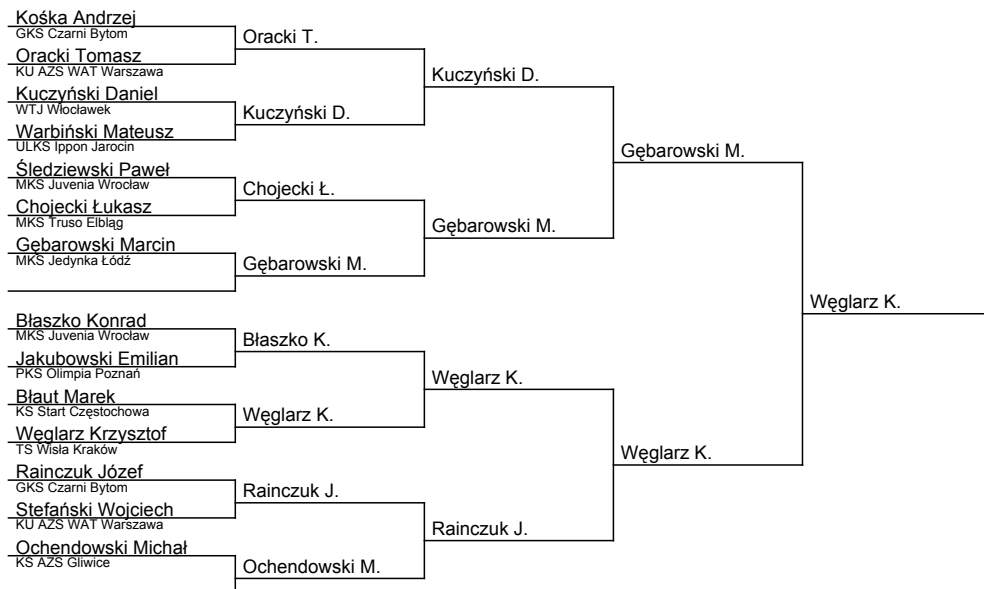 Kośka Andrzej
GKS Czarni Bytom
Oracki T.
Oracki Tomasz
KU AZS WAT Warszawa
Kuczyński D.
Kuczyński Daniel
WTJ Włocławek
Kuczyński D.
Warbiński Mateusz
ULKS Ippon Jarocin
Gębarowski M.
Śledziewski Paweł
MKS Juvenia Wrocław
Chojecki Ł.
Chojecki Łukasz
MKS Truso Elbląg
Gębarowski M.
Gębarowski Marcin
MKS Jedynka Łódź
Gębarowski M.
Węglarz K.
Błaszko Konrad
MKS Juvenia Wrocław
Błaszko K.
Jakubowski Emilian
PKS Olimpia Poznań
Węglarz K.
Błaut Marek
KS Start Częstochowa
Węglarz K.
Węglarz Krzysztof
TS Wisła Kraków
Węglarz K.
Rainczuk Józef
GKS Czarni Bytom
Rainczuk J.
Stefański Wojciech
KU AZS WAT Warszawa
Rainczuk J.
Ochendowski Michał
KS AZS Gliwice
Ochendowski M.